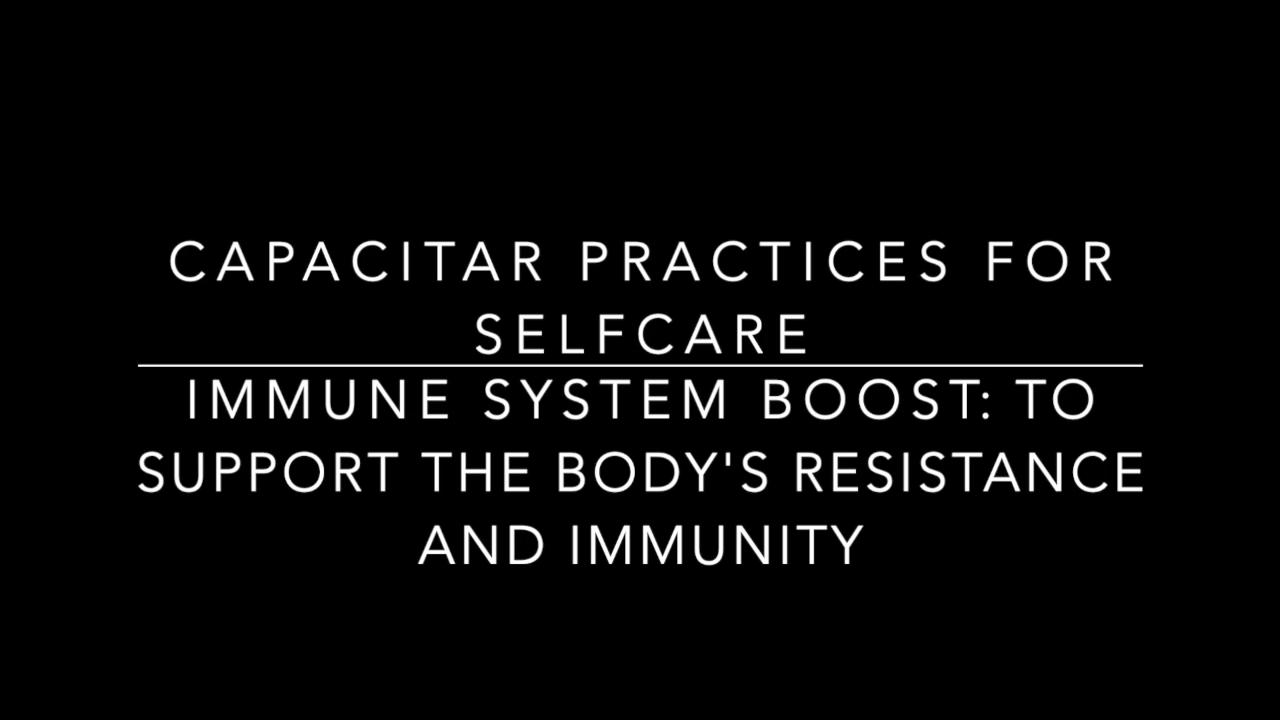 CAPACITAR PRACTICES FOR
SELFCARE
IMMUNE SYSTEM BOOST: TO
SUPPORT THE BODY'S RESISTANCE
AND IMMUNITY